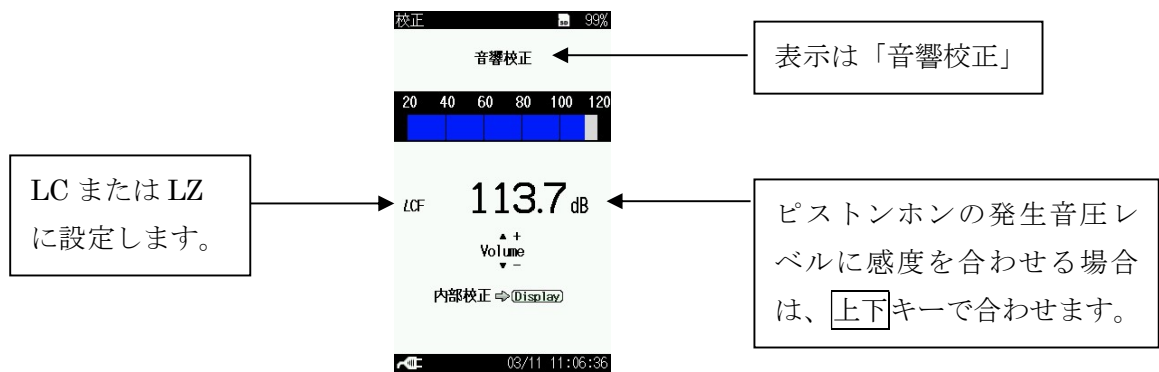 校正 SD 99%
音響校正
表示は「音響校正」
20 40 60 80 100 120
LC または LZ
に設定します。
LCF 113.7 dB
▲ +
Volume
▼ −
ピストンホンの発生音圧レ
ベルに感度を合わせる場合
は、上下キーで合わせます。
内部校正 ⇨ Display
03/11 11:06:36